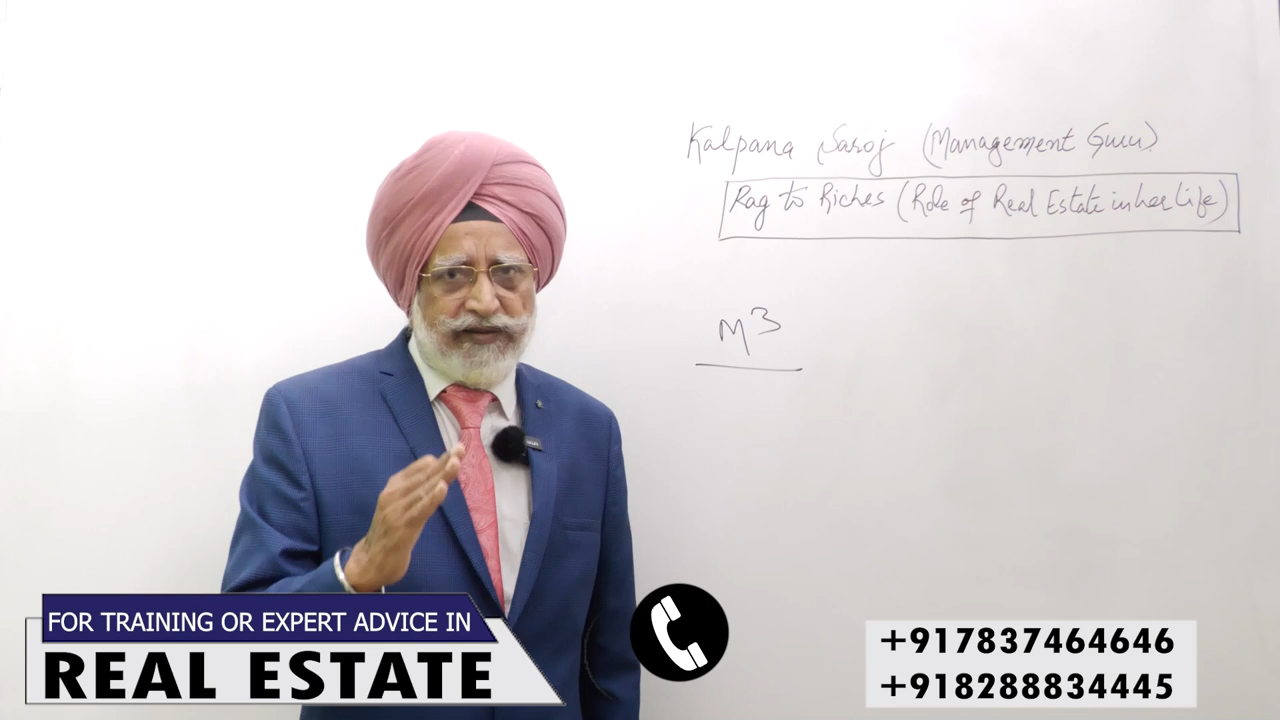 Kalpana Saroj (Management Guru)
Rag to Riches (Role of Real Estate in her Life)
M³
FOR TRAINING OR EXPERT ADVICE IN
REAL ESTATE
+917837464646
+918288834445